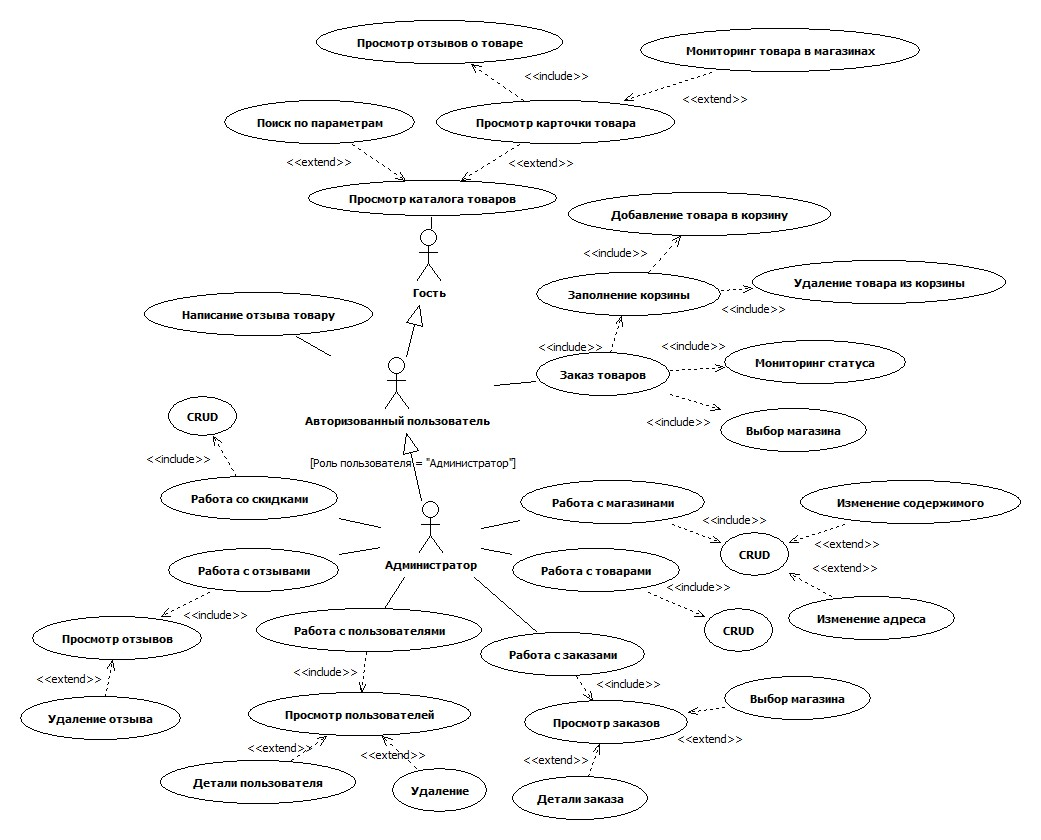 Просмотр отзывов о товаре
Мониторинг товара в магазинах
<<include>>
<<extend>>
Поиск по параметрам
Просмотр карточки товара
<<extend>>
<<extend>>
Просмотр каталога товаров
Добавление товара в корзину
<<include>>
Гость
Заполнение корзины
Удаление товара из корзины
<<include>>
Написание отзыва товару
<<include>>
<<include>>
Заказ товаров
Мониторинг статуса
<<include>>
Выбор магазина
Авторизованный пользователь
CRUD
<<include>>
[Роль пользователя = "Администратор"]
Работа со скидками
Работа с магазинами
Изменение содержимого
<<include>>
<<extend>>
CRUD
<<extend>>
Администратор
Работа с отзывами
Работа с товарами
<<include>>
<<include>>
Изменение адреса
CRUD
Просмотр отзывов
Работа с пользователями
Работа с заказами
<<extend>>
<<include>>
<<include>>
Удаление отзыва
Просмотр пользователей
Просмотр заказов
Выбор магазина
<<extend>>
<<extend>>
<<extend>>
<<extend>>
Детали пользователя
Удаление
Детали заказа